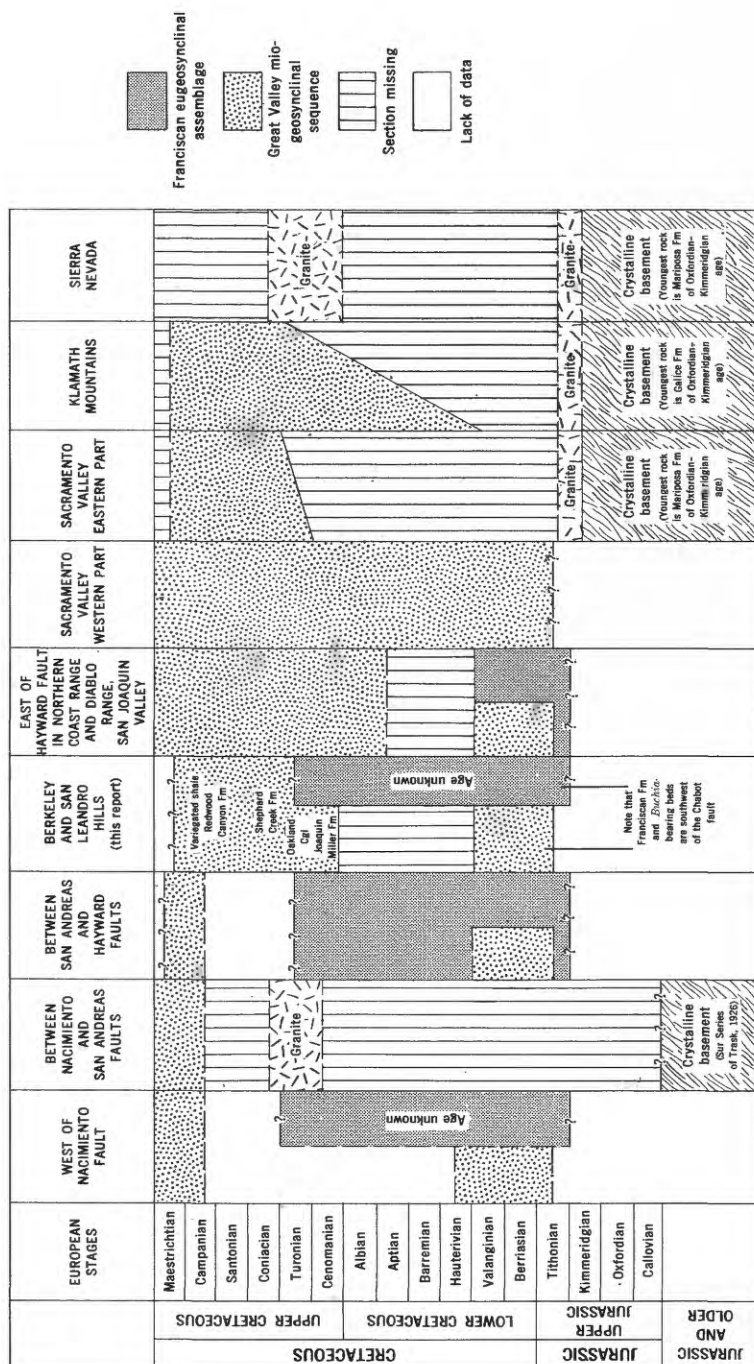 EUROPEAN
STAGES
WEST OF
NACIMIENTO
FAULT
BETWEEN
NACIMIENTO
AND
SAN ANDREAS
FAULTS
BETWEEN
SAN ANDREAS
AND
HAYWARD
FAULTS
BERKELEY
AND SAN
LEANDRO
HILLS
(this report)
EAST OF
HAYWARD FAULT
IN NORTHERN
COAST RANGE
AND DIABLO
RANGE,
SAN JOAQUIN
VALLEY
SACRAMENTO
VALLEY
WESTERN PART
SACRAMENTO
VALLEY
EASTERN PART
KLAMATH
MOUNTAINS
SIERRA
NEVADA
CRETACEOUS
JURASSIC
JURASSIC
AND
OLDER
UPPER CRETACEOUS
LOWER CRETACEOUS
UPPER
JURASSIC
Maestrichtian
Campanian
Santonian
Coniacian
Turonian
Cenomanian
Albian
Aptian
Barremian
Hauterivian
Valanginian
Berriasian
Tithonian
Kimmeridgian
Oxfordian
Callovian
? ?
Age unknown
? ?
Granite
? ? ?
Crystalline
basement
(Sur Series
of Trask, 1926)
? ? ?
? ?
? ?
? ?
Variegated shale
Redwood
Canyon Fm
Shephard
Creek Fm
Oakland
Cgl
Joaquin
Miller Fm
?
Age unknown
?
Note that
Franciscan Fm
and Buchia-
bearing beds
are southwest
of the Chabot
fault
? ?
? ?
Granite
Crystalline
basement
(Youngest rock
is Mariposa Fm
of Oxfordian-
Kimmeridgian
age)
Granite
Crystalline
basement
(Youngest rock
is Galice Fm
of Oxfordian-
Kimmeridgian
age)
Granite
Granite
Crystalline
basement
(Youngest rock
is Mariposa Fm
of Oxfordian-
Kimmeridgian
age)
Franciscan eugeosynclinal
assemblage
Great Valley mio-
geosynclinal
sequence
Section missing
Lack of data